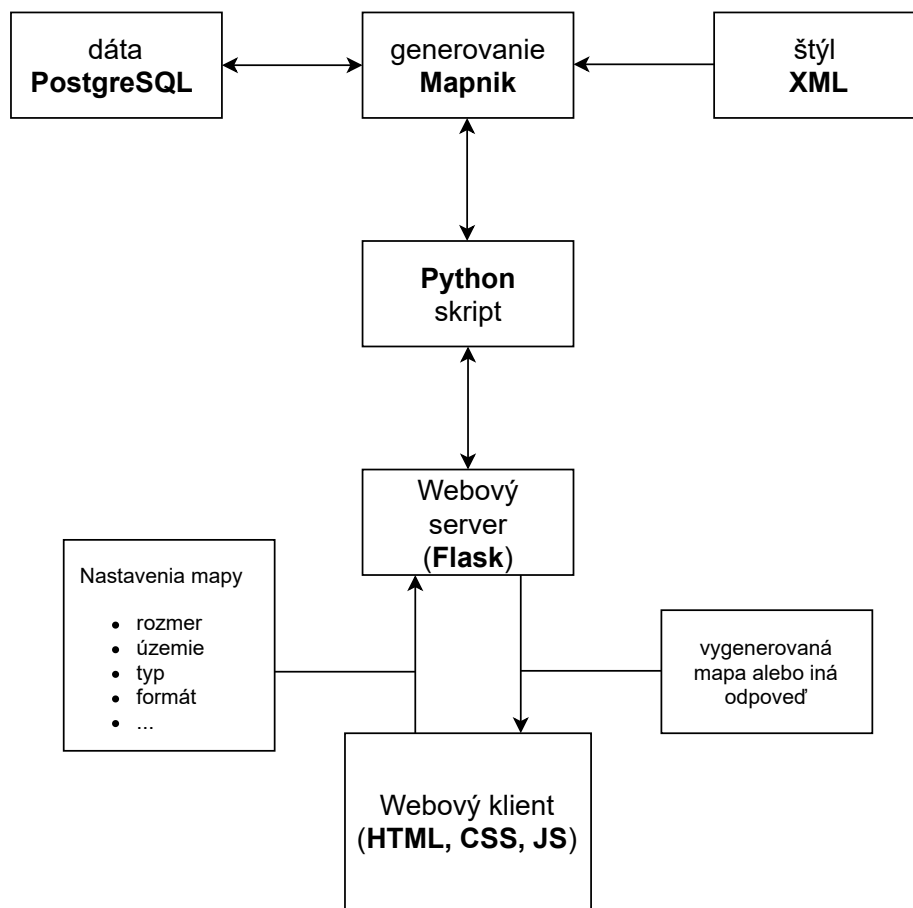 dáta
PostgreSQL
generovanie
Mapnik
štýl
XML
Python
skript
Webový
server
(Flask)
Nastavenia mapy
• rozmer
• územie
• typ
• formát
• ...
vygenerovaná
mapa alebo iná
odpoveď
Webový klient
(HTML, CSS, JS)